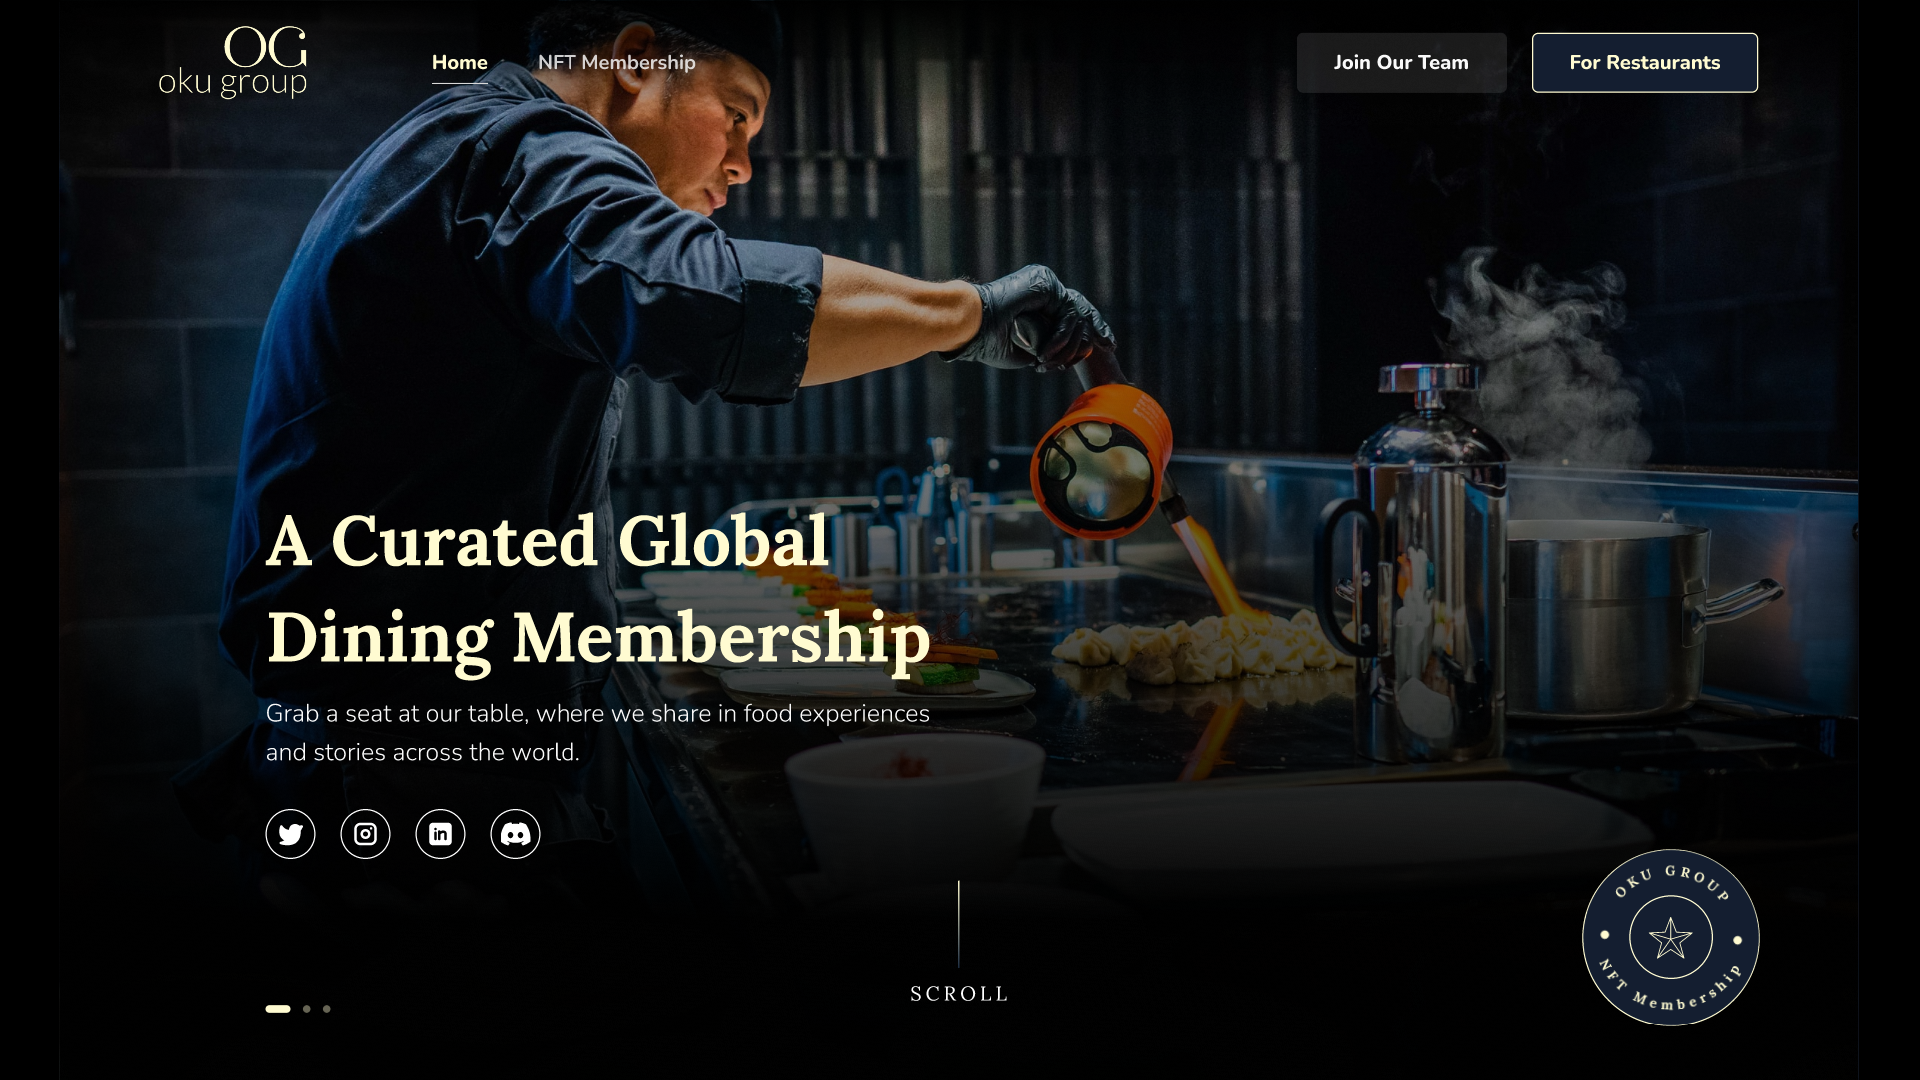 OG
oku group
Home
NFT Membership
Join Our Team
For Restaurants
A Curated Global
Dining Membership
Grab a seat at our table, where we share in food experiences
and stories across the world.
in
SCROLL
OKU GROUP
NFT Membership